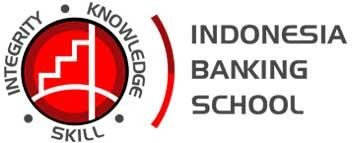 INTEGRITY
KNOWLEDGE
SKILL
INDONESIA
BANKING
SCHOOL